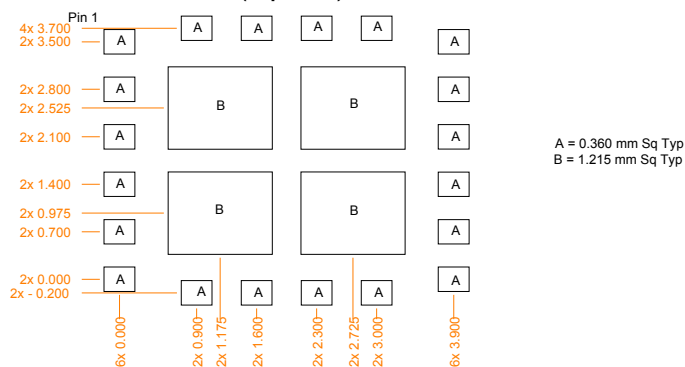 Pin 1
4x 3.700
2x 3.500
A
A
A
A
A
A
2x 2.800
2x 2.525
A
B
B
A
2x 2.100
A
A
A = 0.360 mm Sq Typ
B = 1.215 mm Sq Typ
2x 1.400
2x 0.975
2x 0.700
A
B
B
A
A
A
2x 0.000
2x - 0.200
A
A
A
A
A
A
6x 0.000
2x 0.900
2x 1.175
2x 1.600
2x 2.300
2x 2.725
2x 3.000
6x 3.900